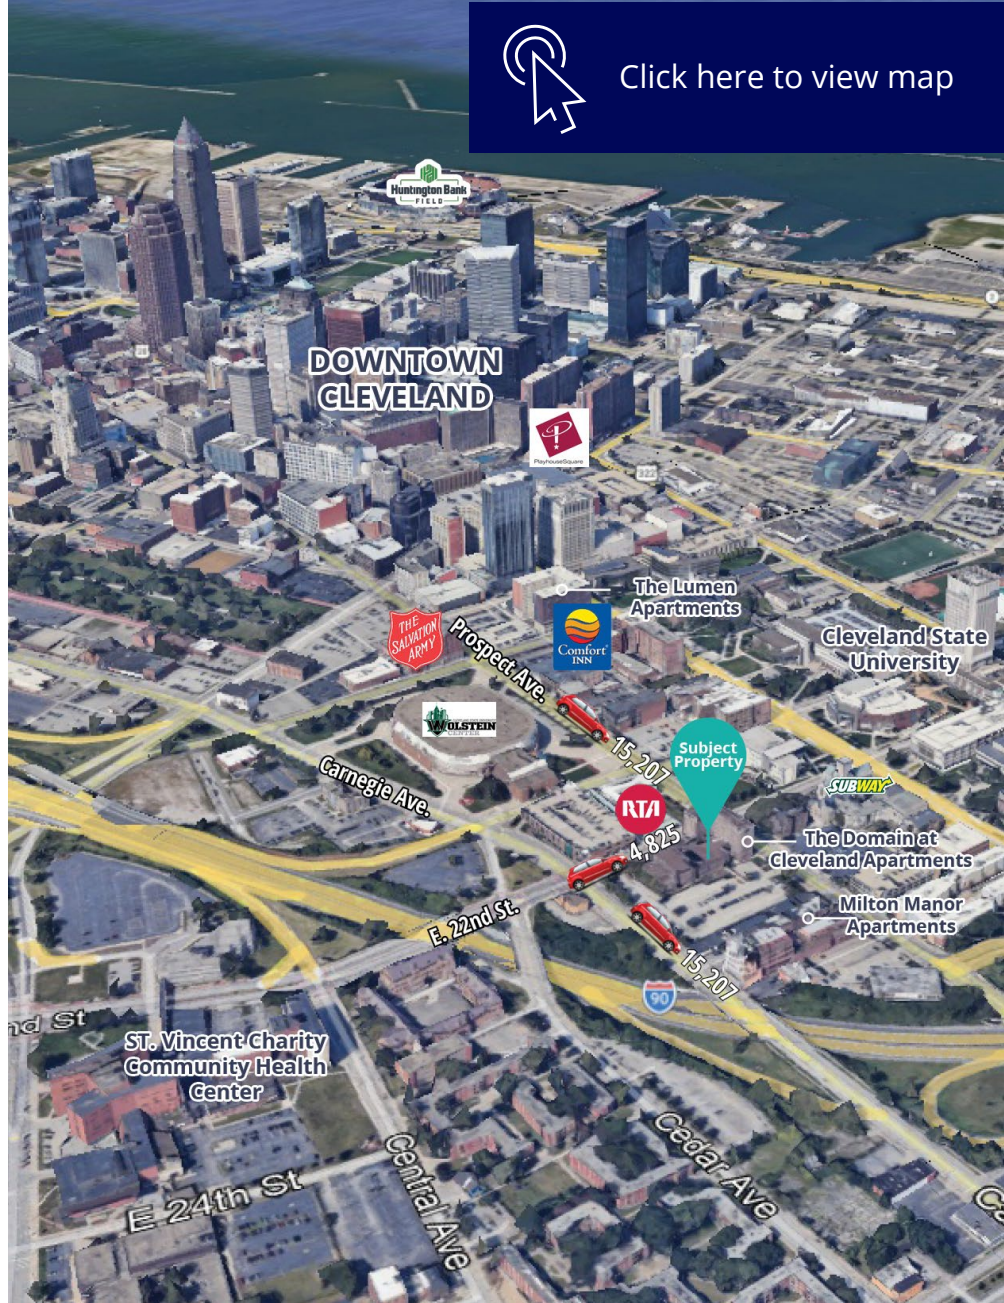 Click here to view map
Huntington Bank
FIELD
DOWNTOWN
CLEVELAND
PlayhouseSquare
322
The Lumen
Apartments
THE
SALVATION
ARMY
Prospect Ave.
Comfort
INN
Cleveland State
University
WOLSTEIN
CENTER
15,207
Subject
Property
Carnegie Ave.
SUBWAY
RTA
4,825
The Domain at
Cleveland Apartments
Milton Manor
Apartments
E. 22nd St.
15,207
90
nd St
ST. Vincent Charity
Community Health
Center
Cedar Ave
Central Ave
E 24th St
Ca